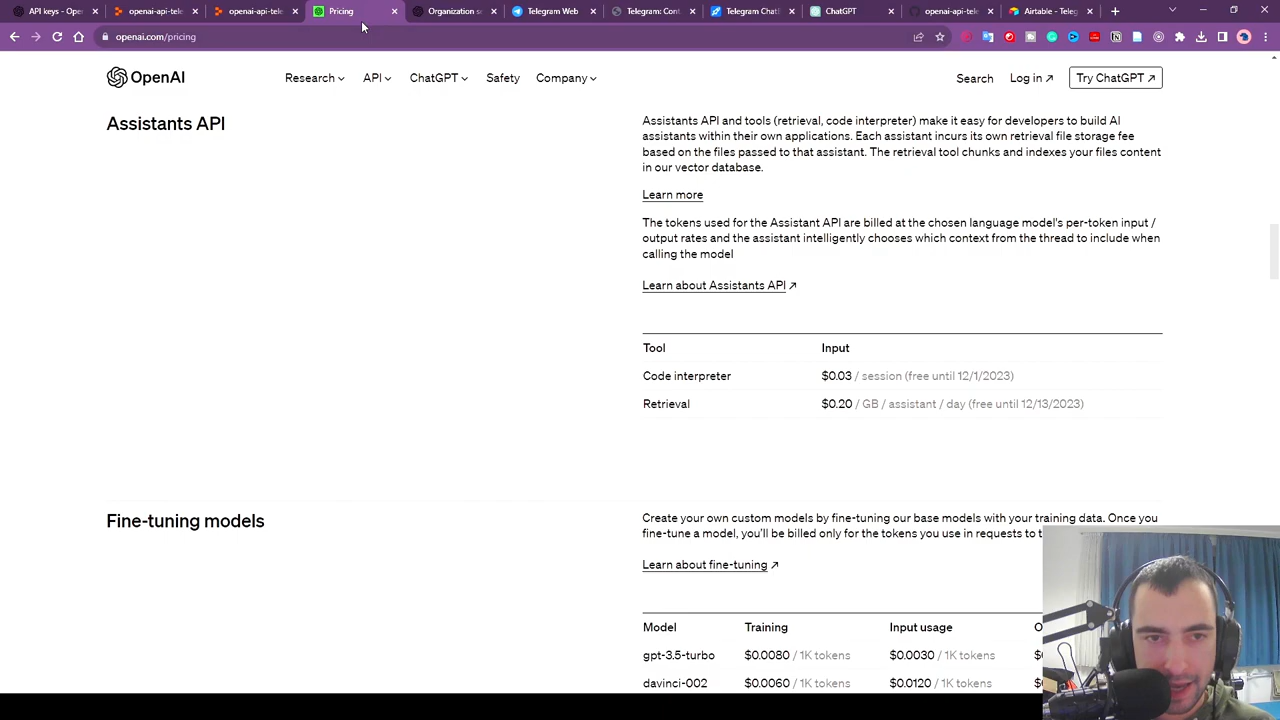 API keys - Open
openai-api-tele
openai-api-tele
Pricing
Organization se
Telegram Web
Telegram: Cont
Telegram Chatb
ChatGPT
openai-api-tele
Airtable - Teleg
openai.com/pricing
OpenAI
Research
API
ChatGPT
Safety
Company
Search
Log in ↗
Try ChatGPT ↗
Assistants API
Assistants API and tools (retrieval, code interpreter) make it easy for developers to build AI
assistants within their own applications. Each assistant incurs its own retrieval file storage fee
based on the files passed to that assistant. The retrieval tool chunks and indexes your files content
in our vector database.
Learn more
The tokens used for the Assistant API are billed at the chosen language model's per-token input /
output rates and the assistant intelligently chooses which context from the thread to include when
calling the model
Learn about Assistants API ↗
Tool Input
Code interpreter $0.03 / session (free until 12/1/2023)
Retrieval $0.20 / GB / assistant / day (free until 12/13/2023)
Fine-tuning models
Create your own custom models by fine-tuning our base models with your training data. Once you
fine-tune a model, you'll be billed only for the tokens you use in requests to t
Learn about fine-tuning ↗
Model Training Input usage O
gpt-3.5-turbo $0.0080 / 1K tokens $0.0030 / 1K tokens
davinci-002 $0.0060 / 1K tokens $0.0120 / 1K tokens